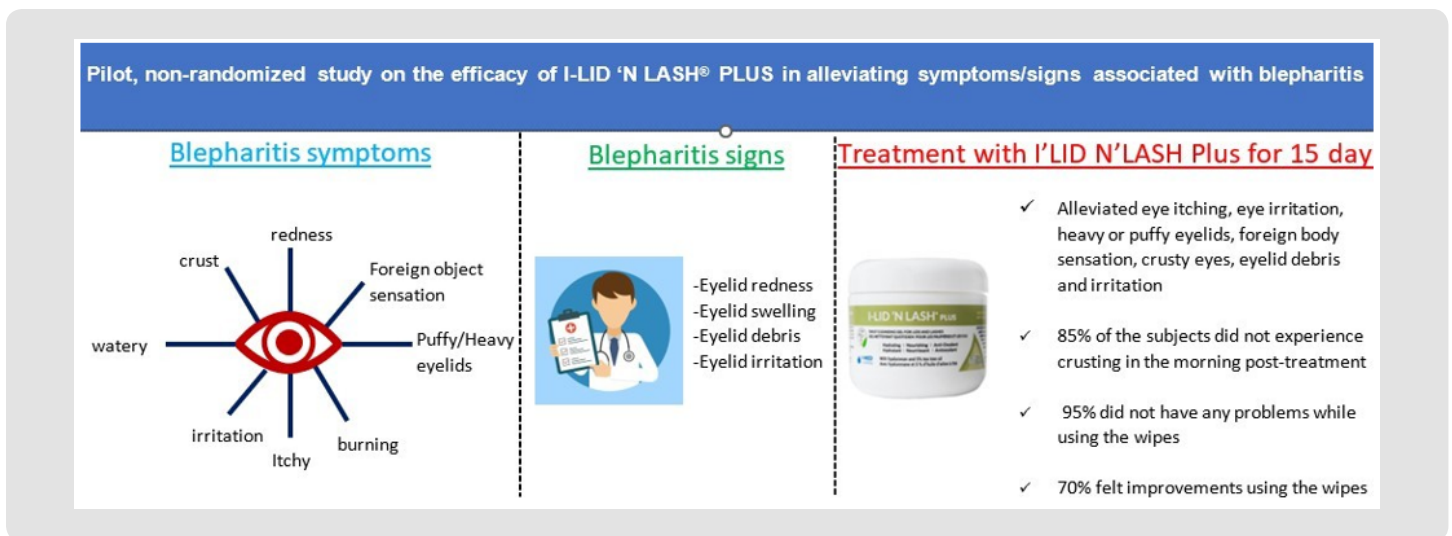 Pilot, non-randomized study on the efficacy of I-LID ‘N LASH® PLUS in alleviating symptoms/signs associated with blepharitis
Blepharitis symptoms
redness
crust
Foreign object
sensation
watery
Puffy/Heavy
eyelids
irritation
Itchy
burning
Blepharitis signs
-Eyelid redness
-Eyelid swelling
-Eyelid debris
-Eyelid irritation
Treatment with I’LID N’LASH Plus for 15 day
I-LID ‘N LASH® PLUS
✓ Alleviated eye itching, eye irritation,
heavy or puffy eyelids, foreign body
sensation, crusty eyes, eyelid debris
and irritation
✓ 85% of the subjects did not experience
crusting in the morning post-treatment
✓ 95% did not have any problems while
using the wipes
✓ 70% felt improvements using the wipes